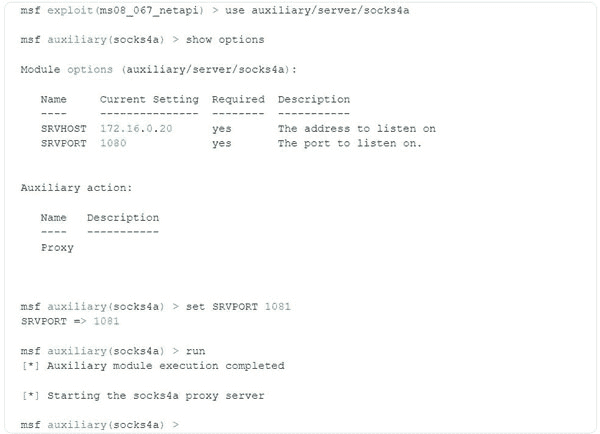 msf exploit(ms08_067_netapi) > use auxiliary/server/socks4a
msf auxiliary(socks4a) > show options
Module options (auxiliary/server/socks4a):
Name Current Setting Required Description
---- --------------- -------- -----------
SRVHOST 172.16.0.20 yes The address to listen on
SRVPORT 1080 yes The port to listen on.
Auxiliary action:
Name Description
---- -----------
Proxy
msf auxiliary(socks4a) > set SRVPORT 1081
SRVPORT => 1081
msf auxiliary(socks4a) > run
[*] Auxiliary module execution completed
[*] Starting the socks4a proxy server
msf auxiliary(socks4a) >